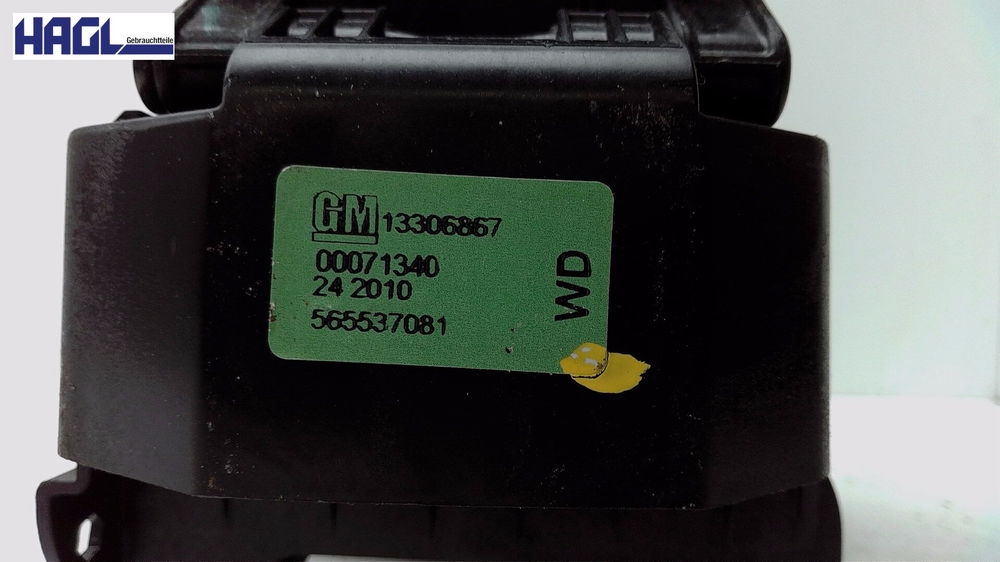 HAGL Gebrauchtteile
GM 13306867
00071340
24 2010
565537081
WD